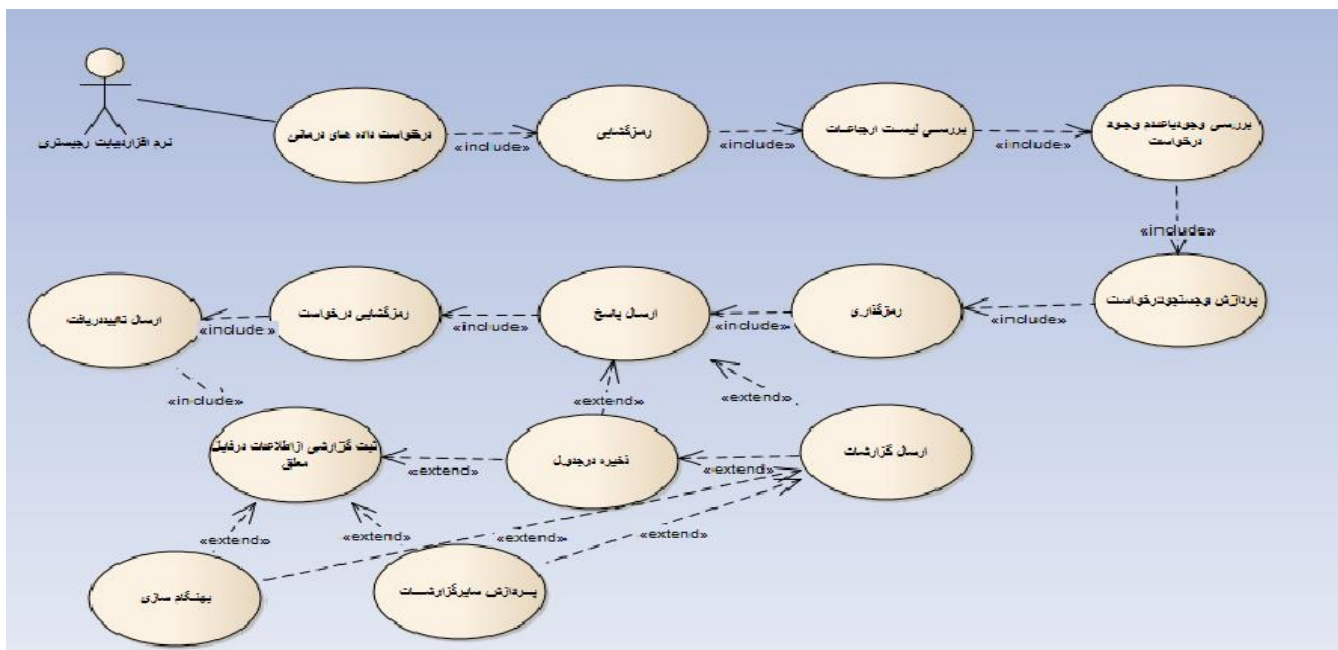 نرم افزاردیابت رجیستری
درخواست داده های درمانی
«include»
رمزگشایی
«include»
بررسی لیست ارجاعات
«include»
بررسی وجودیاعدم وجود
درخواست
«include»
پردازش وجستجودرخواست
«include»
رمزگذاری
«include»
ارسال پاسخ
«include»
رمزگشایی درخواست
«include»
ارسال تاییددریافت
«include»
ثبت گزارشی ازاطلاعات درفایل
معلق
«extend»
ذخیره درجدول
«extend»
«extend»
ارسال گزارشات
«extend»
«extend»
«extend»
«extend»
«extend»
بهنگام سازی
پردازش سایرگزارشات